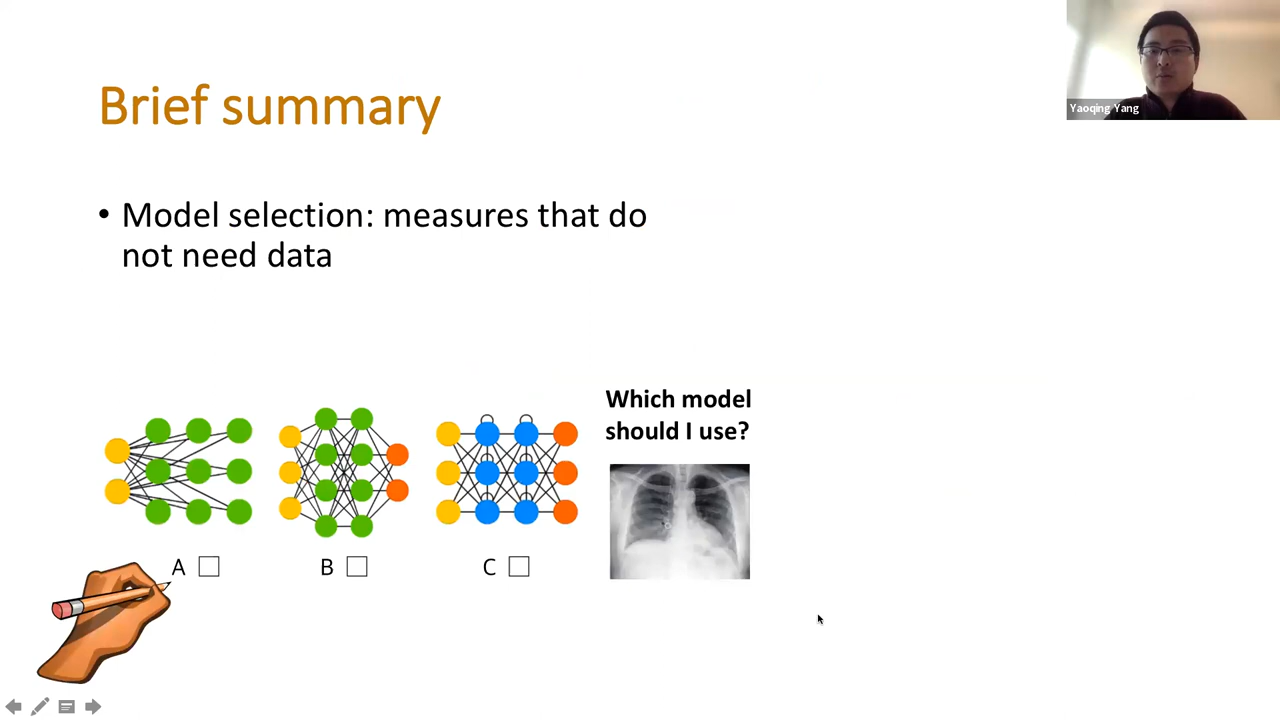 Brief summary
Yaoqing Yang
• Model selection: measures that do
not need data
Which model
should I use?
A
B
C